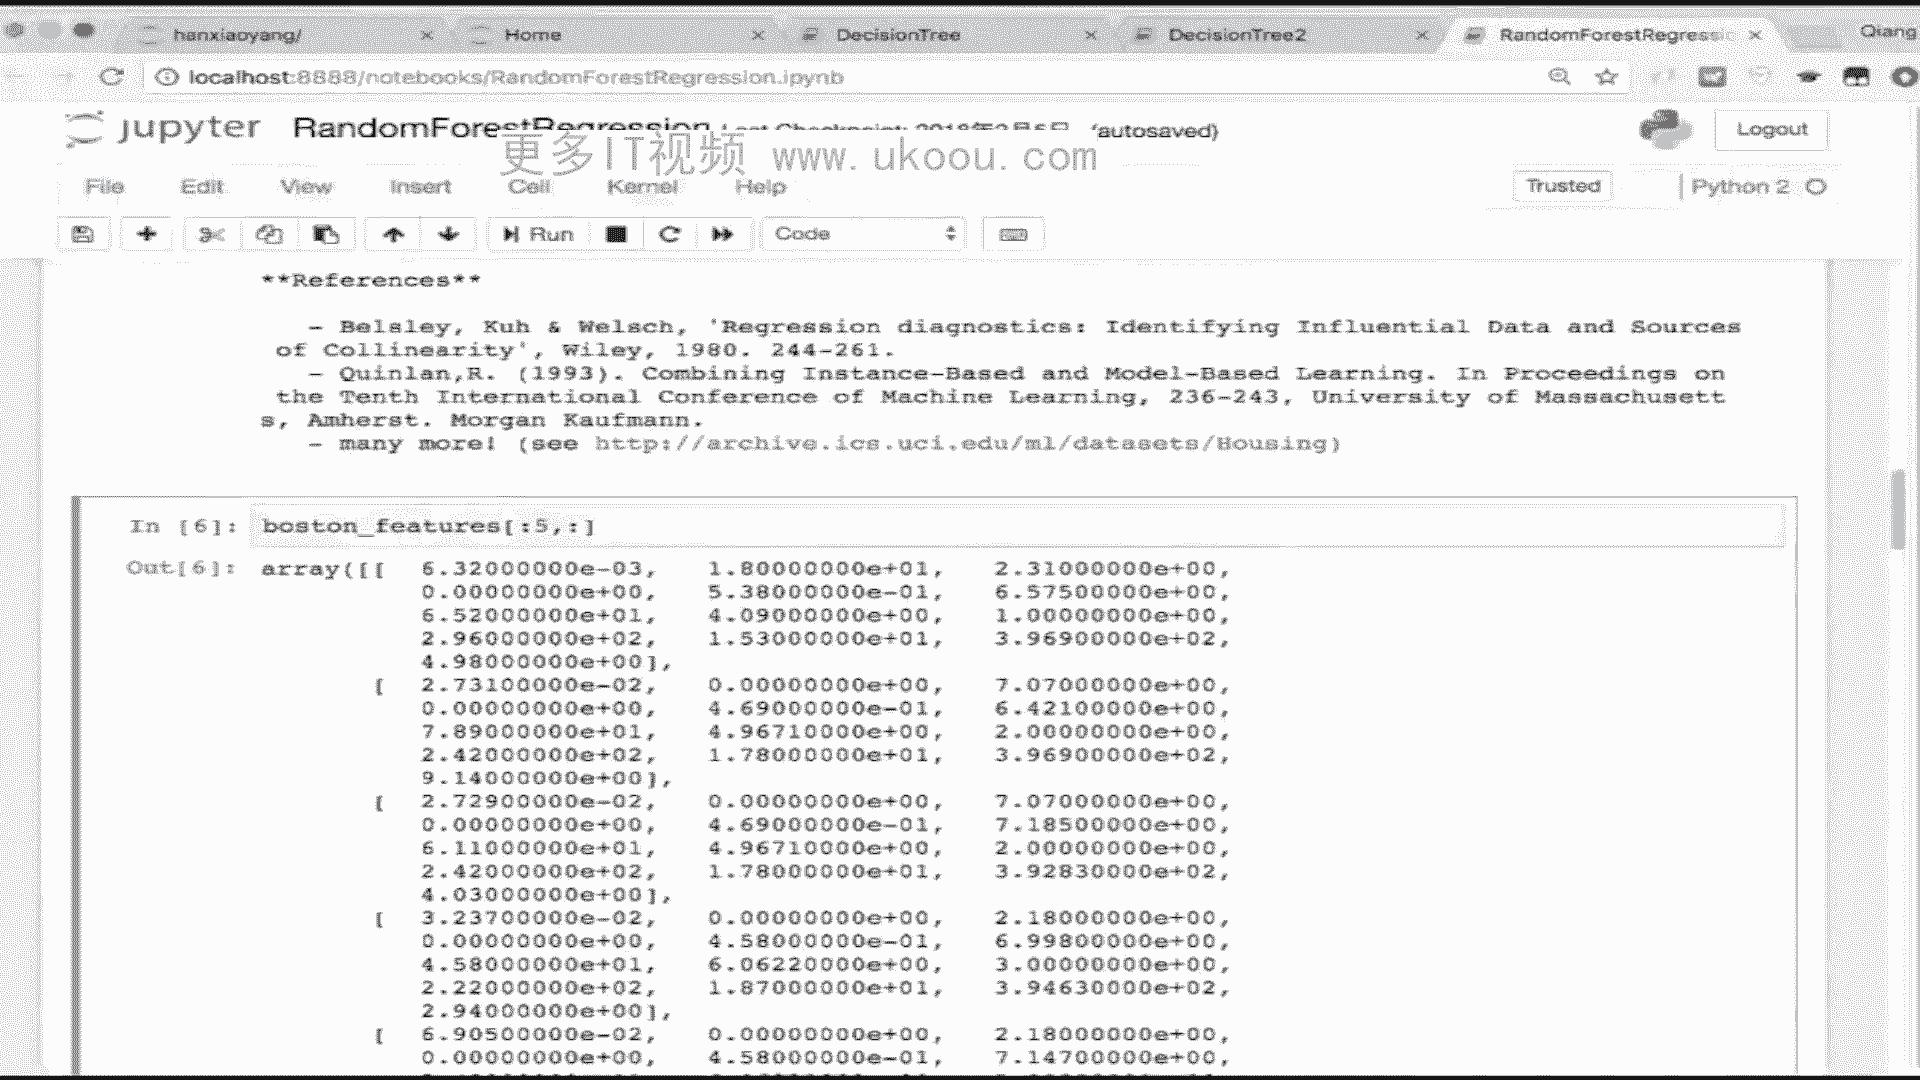 hanxiaoyang/
Home
DecisionTree
DecisionTree2
RandomForestRegressio
Qiang
localhost:8888/notebooks/RandomForestRegression.ipynb
jupyter RandomForestRegression Last Checkpoint: 2018年2月6日 (autosaved)
Logout
更多IT视频 www.ukoou.com
File Edit View Insert Cell Kernel Help
Trusted
Python 2
Run
Code
**References**
- Belsley, Kuh & Welsch, 'Regression diagnostics: Identifying Influential Data and Sources
of Collinearity', Wiley, 1980. 244-261.
- Quinlan,R. (1993). Combining Instance-Based and Model-Based Learning. In Proceedings on
the Tenth International Conference of Machine Learning, 236-243, University of Massachusett
s, Amherst. Morgan Kaufmann.
- many more! (see http://archive.ics.uci.edu/ml/datasets/Housing)
In [6]: boston_features[:5,:]
Out[6]: array([[ 6.32000000e-03, 1.80000000e+01, 2.31000000e+00,
0.00000000e+00, 5.38000000e-01, 6.57500000e+00,
6.52000000e+01, 4.09000000e+00, 1.00000000e+00,
2.96000000e+02, 1.53000000e+01, 3.96900000e+02,
4.98000000e+00],
[ 2.73100000e-02, 0.00000000e+00, 7.07000000e+00,
0.00000000e+00, 4.69000000e-01, 6.42100000e+00,
7.89000000e+01, 4.96710000e+00, 2.00000000e+00,
2.42000000e+02, 1.78000000e+01, 3.96900000e+02,
9.14000000e+00],
[ 2.72900000e-02, 0.00000000e+00, 7.07000000e+00,
0.00000000e+00, 4.69000000e-01, 7.18500000e+00,
6.11000000e+01, 4.96710000e+00, 2.00000000e+00,
2.42000000e+02, 1.78000000e+01, 3.92830000e+02,
4.03000000e+00],
[ 3.23700000e-02, 0.00000000e+00, 2.18000000e+00,
0.00000000e+00, 4.58000000e-01, 6.99800000e+00,
4.58000000e+01, 6.06220000e+00, 3.00000000e+00,
2.22000000e+02, 1.87000000e+01, 3.94630000e+02,
2.94000000e+00],
[ 6.90500000e-02, 0.00000000e+00, 2.18000000e+00,
0.00000000e+00, 4.58000000e-01, 7.14700000e+00,